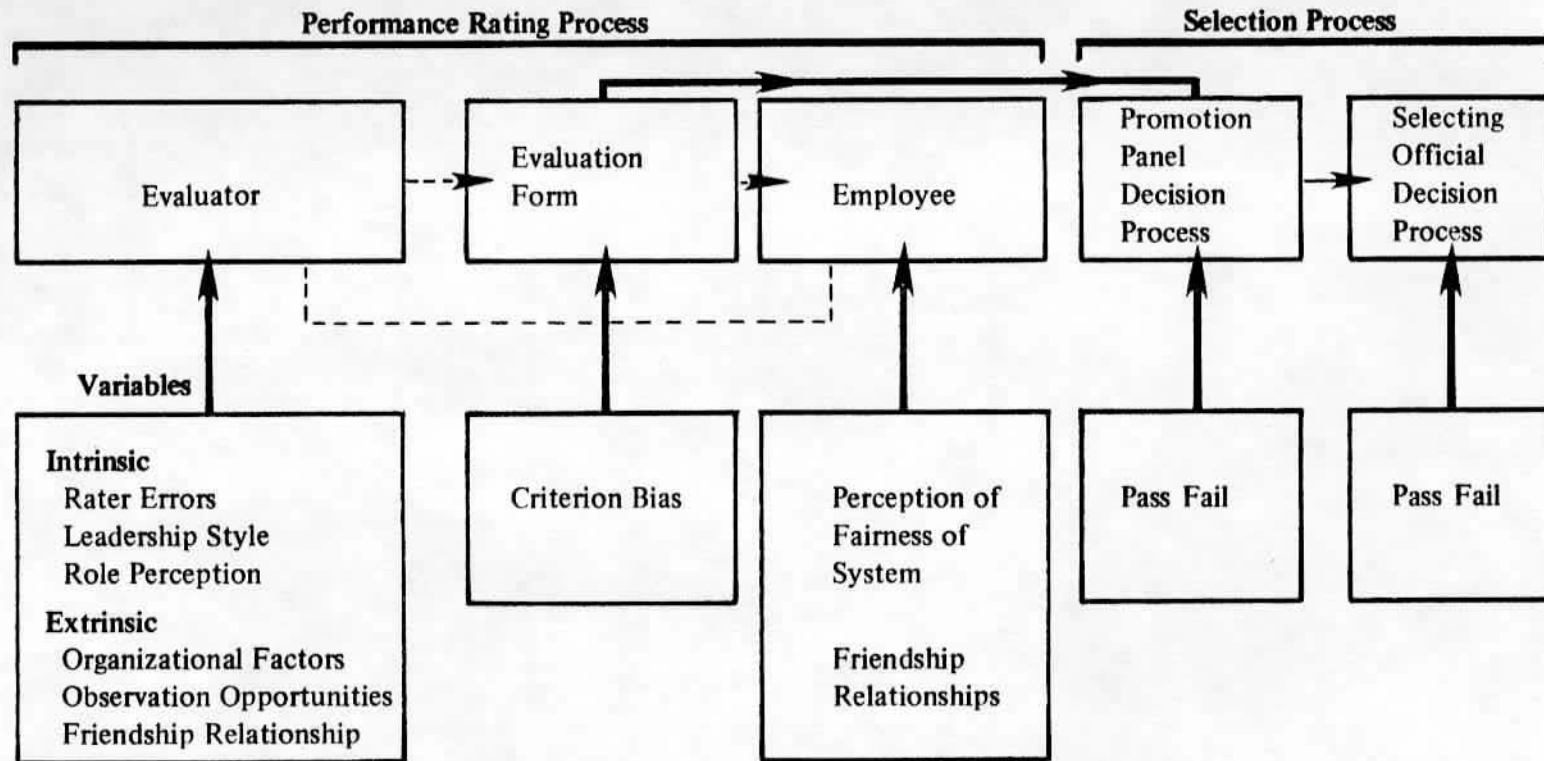 Performance Rating Process
Selection Process
Evaluator
Evaluation
Form
Employee
Promotion
Panel
Decision
Process
Selecting
Official
Decision
Process
Variables
Intrinsic
Rater Errors
Leadership Style
Role Perception
Extrinsic
Organizational Factors
Observation Opportunities
Friendship Relationship
Criterion Bias
Perception of
Fairness of
System
Friendship
Relationships
Pass Fail
Pass Fail